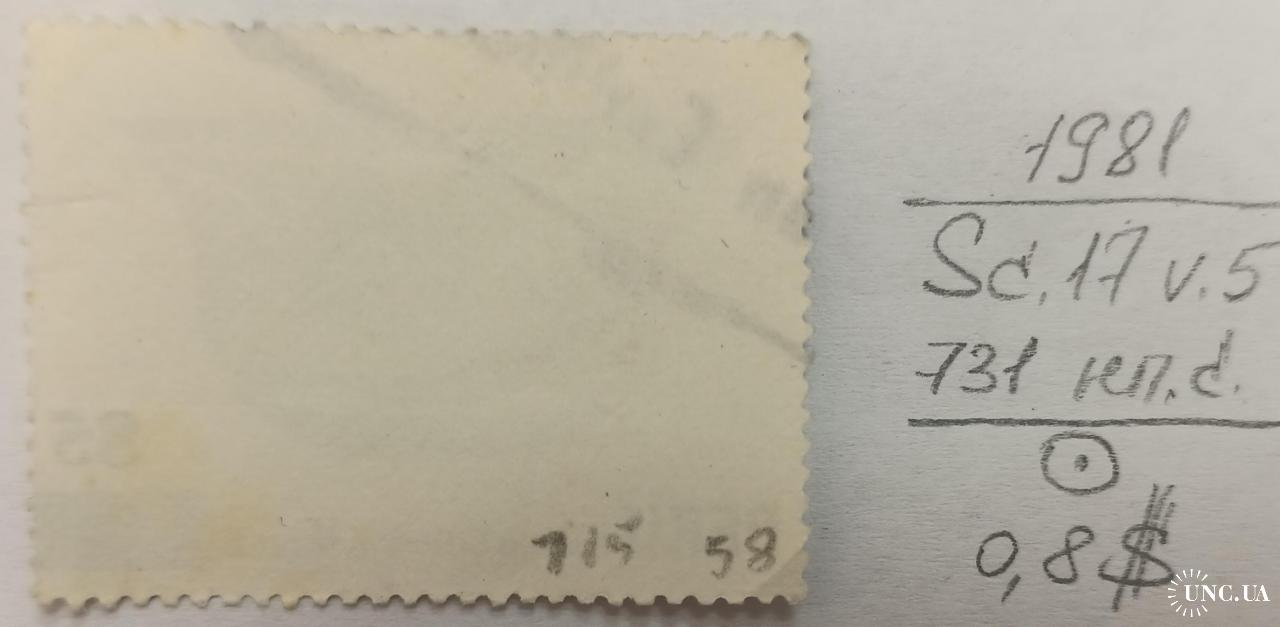 1981
Sc. 17 v. 5
731 кп. d.
0,8 $
115 58
UNC.UA